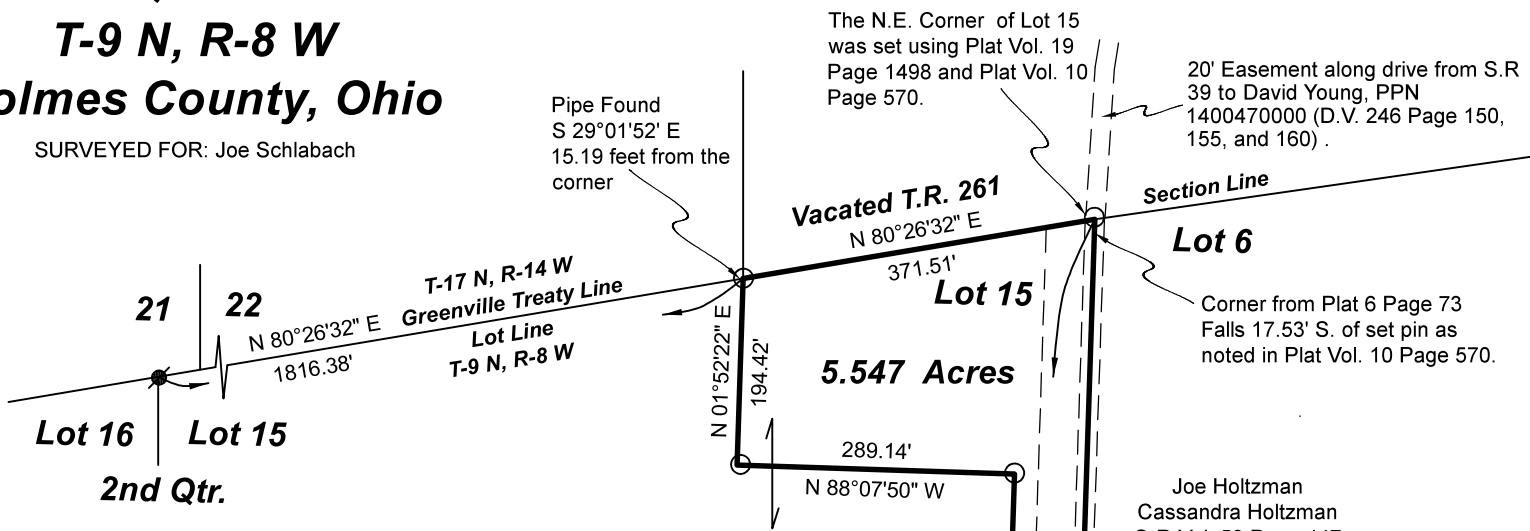 T-9 N, R-8 W
olmes County, Ohio
SURVEYED FOR: Joe Schlabach
Pipe Found
S 29°01'52' E
15.19 feet from the
corner
The N.E. Corner of Lot 15
was set using Plat Vol. 19
Page 1498 and Plat Vol. 10
Page 570.
20' Easement along drive from S.R
39 to David Young, PPN
1400470000 (D.V. 246 Page 150,
155, and 160) .
Vacated T.R. 261
N 80°26'32" E
371.51'
Section Line
Lot 6
Lot 15
Corner from Plat 6 Page 73
Falls 17.53' S. of set pin as
noted in Plat Vol. 10 Page 570.
21
22
T-17 N, R-14 W
Greenville Treaty Line
N 80°26'32" E
Lot Line
1816.38'
T-9 N, R-8 W
N 01°52'22" E
194.42'
5.547 Acres
Lot 16
Lot 15
2nd Qtr.
289.14'
N 88°07'50" W
Joe Holtzman
Cassandra Holtzman